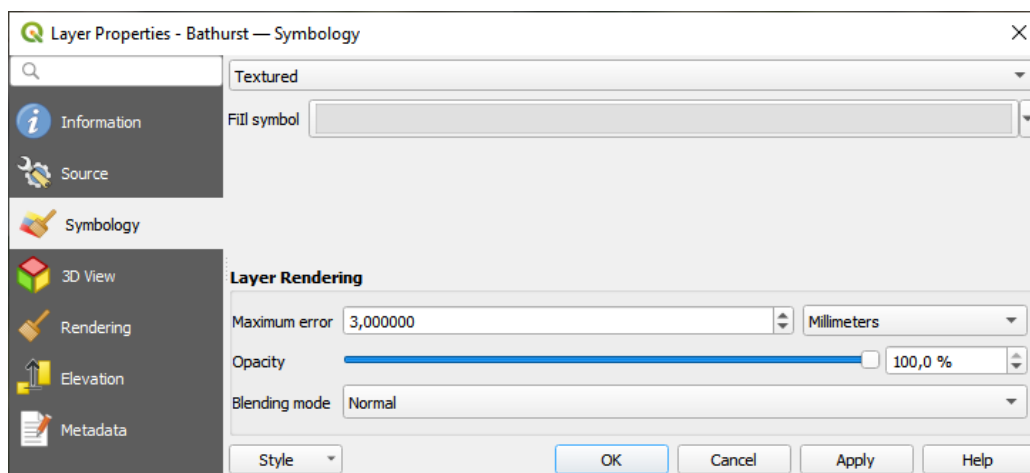 Layer Properties - Bathurst — Symbology
Information
Source
Symbology
3D View
Rendering
Elevation
Metadata
Textured
Fill symbol
Layer Rendering
Maximum error 3,000000 Millimeters
Opacity 100,0 %
Blending mode Normal
Style OK Cancel Apply Help